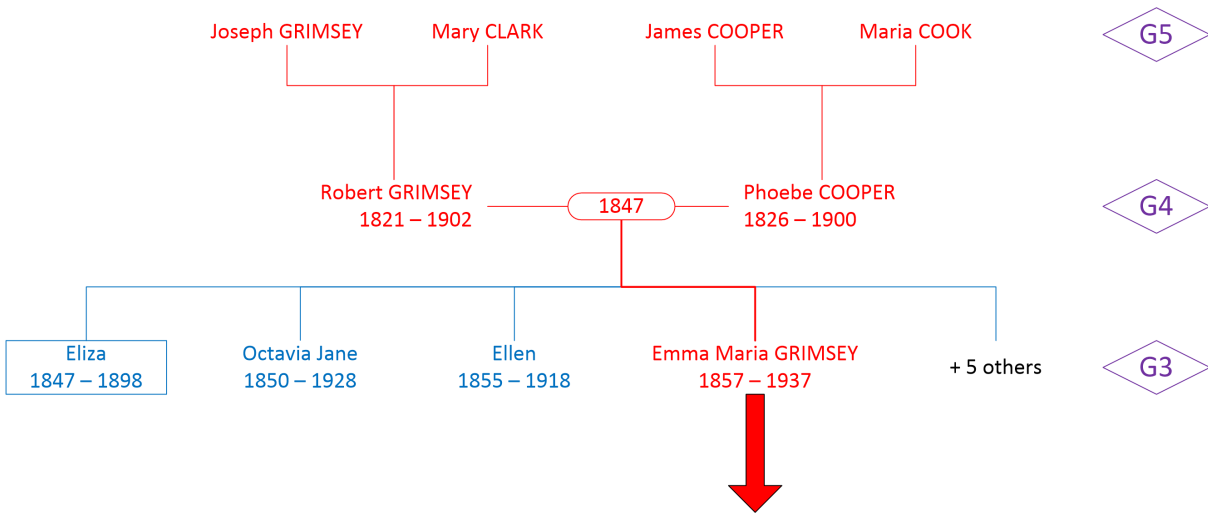 Joseph GRIMSEY Mary CLARK James COOPER Maria COOK G5
Robert GRIMSEY
1821 – 1902
1847
Phoebe COOPER
1826 – 1900
G4
Eliza
1847 – 1898
Octavia Jane
1850 – 1928
Ellen
1855 – 1918
Emma Maria GRIMSEY
1857 – 1937
+ 5 others
G3